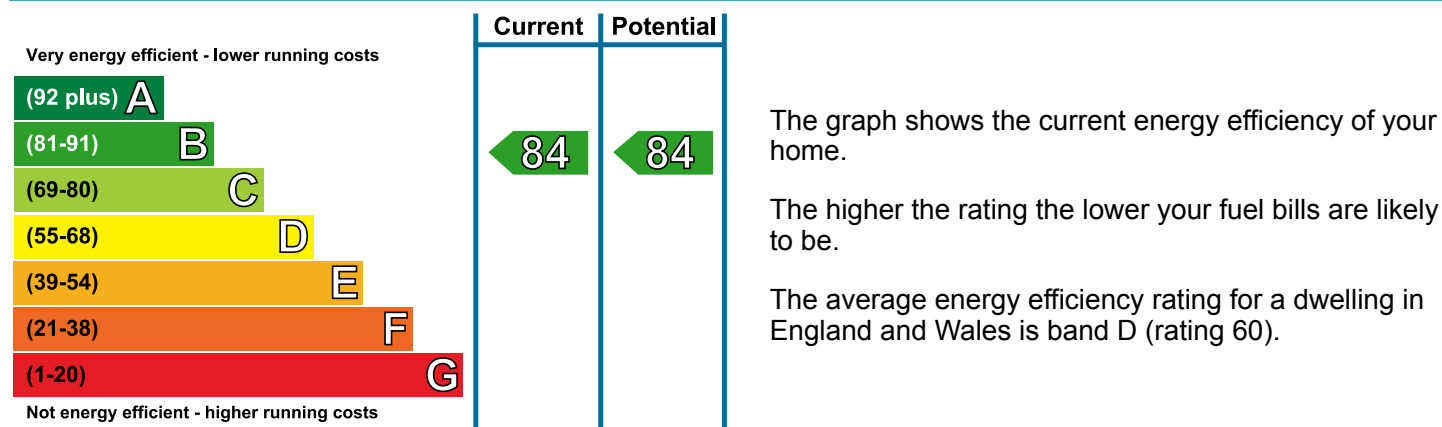 Current Potential
Very energy efficient - lower running costs
(92 plus) A
(81-91) B
84 84
(69-80) C
(55-68) D
(39-54) E
(21-38) F
(1-20) G
Not energy efficient - higher running costs
The graph shows the current energy efficiency of your
home.
The higher the rating the lower your fuel bills are likely
to be.
The average energy efficiency rating for a dwelling in
England and Wales is band D (rating 60).